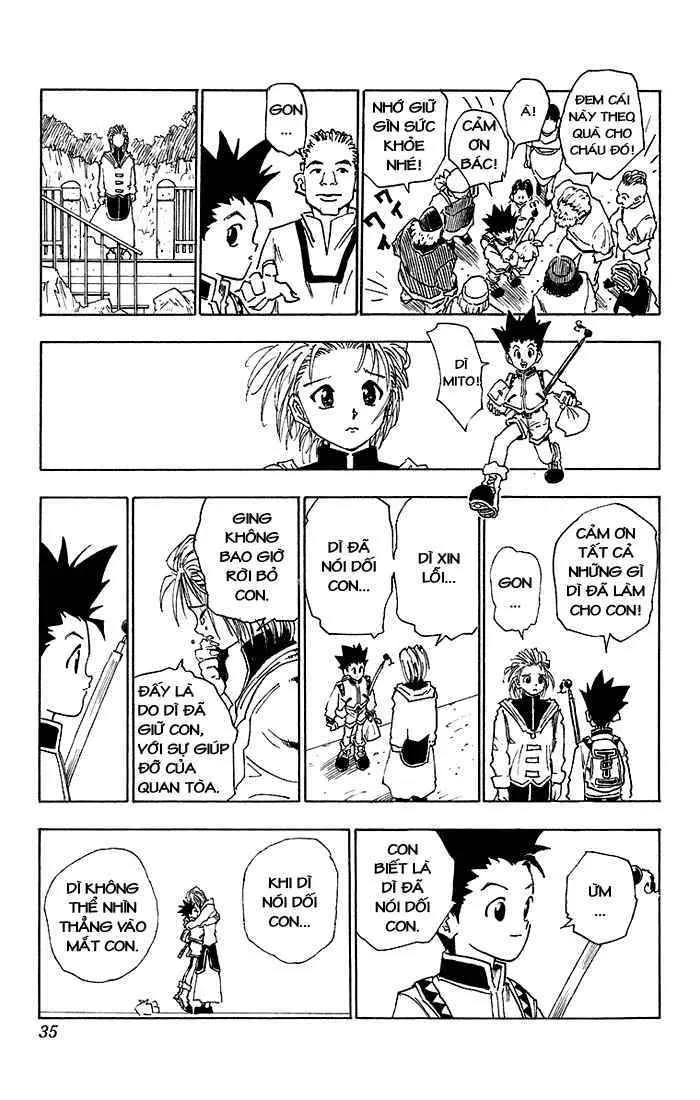 ĐEM CÁI
NÀY THEO,
QUÀ CHO
CHÁU ĐÓ!
Á!
CẢM
ƠN
BÁC!
NHỚ GIỮ
GÌN SỨC
KHỎE
NHÉ!
ワイ
ワイ
GON
...
DÌ
MITO!
CẢM ƠN
TẤT CẢ
NHỮNG GÌ
DÌ ĐÃ LÀM
CHO CON!
GON
...
DÌ XIN
LỖI...
DÌ ĐÃ
NÓI DỐI
CON...
GING
KHÔNG
BAO GIỜ
RỜI BỎ
CON.
ĐẤY LÀ
DO DÌ ĐÃ
GIỮ CON,
VỚI SỰ GIÚP
ĐỠ CỦA
QUAN TÒA.
ỪM
...
CON
BIẾT LÀ
DÌ ĐÃ
NÓI DỐI
CON.
KHI DÌ
NÓI DỐI
CON...
DÌ KHÔNG
THỂ NHÌN
THẲNG VÀO
MẮT CON.
35